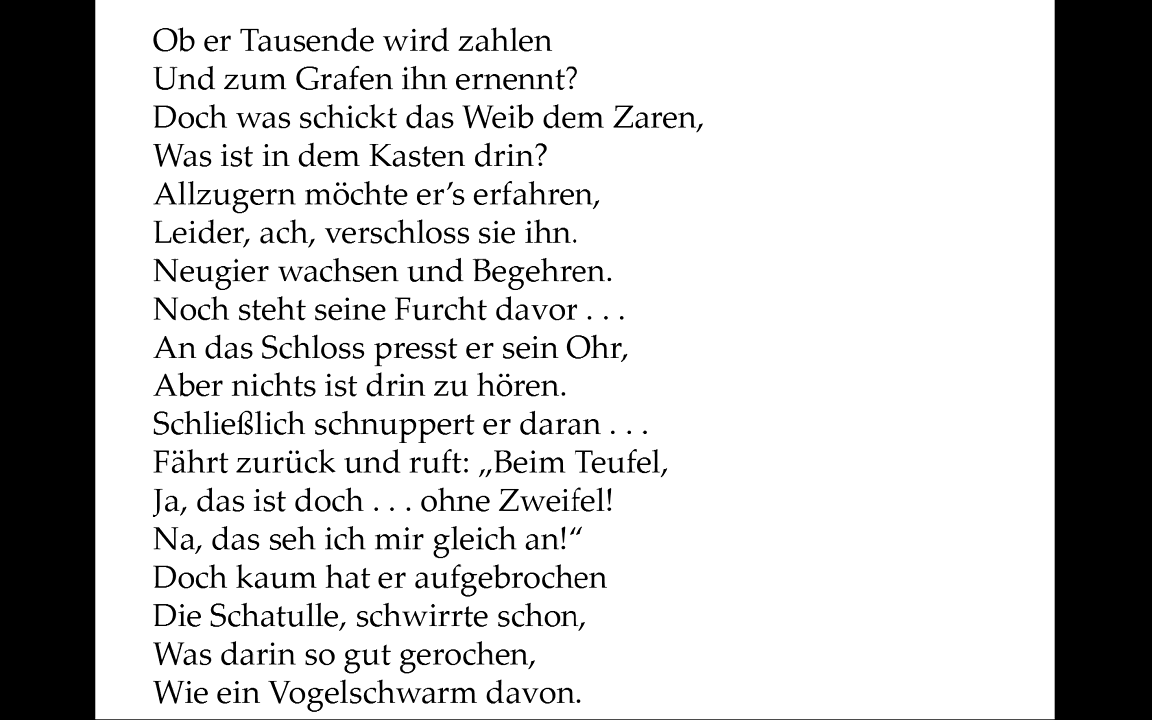 Ob er Tausende wird zahlen
Und zum Grafen ihn ernennt?
Doch was schickt das Weib dem Zaren,
Was ist in dem Kasten drin?
Allzugern möchte er’s erfahren,
Leider, ach, verschloss sie ihn.
Neugier wachsen und Begehren.
Noch steht seine Furcht davor . . .
An das Schloss presst er sein Ohr,
Aber nichts ist drin zu hören.
Schließlich schnuppert er daran . . .
Fährt zurück und ruft: „Beim Teufel,
Ja, das ist doch . . . ohne Zweifel!
Na, das seh ich mir gleich an!“
Doch kaum hat er aufgebrochen
Die Schatulle, schwirrte schon,
Was darin so gut gerochen,
Wie ein Vogelschwarm davon.